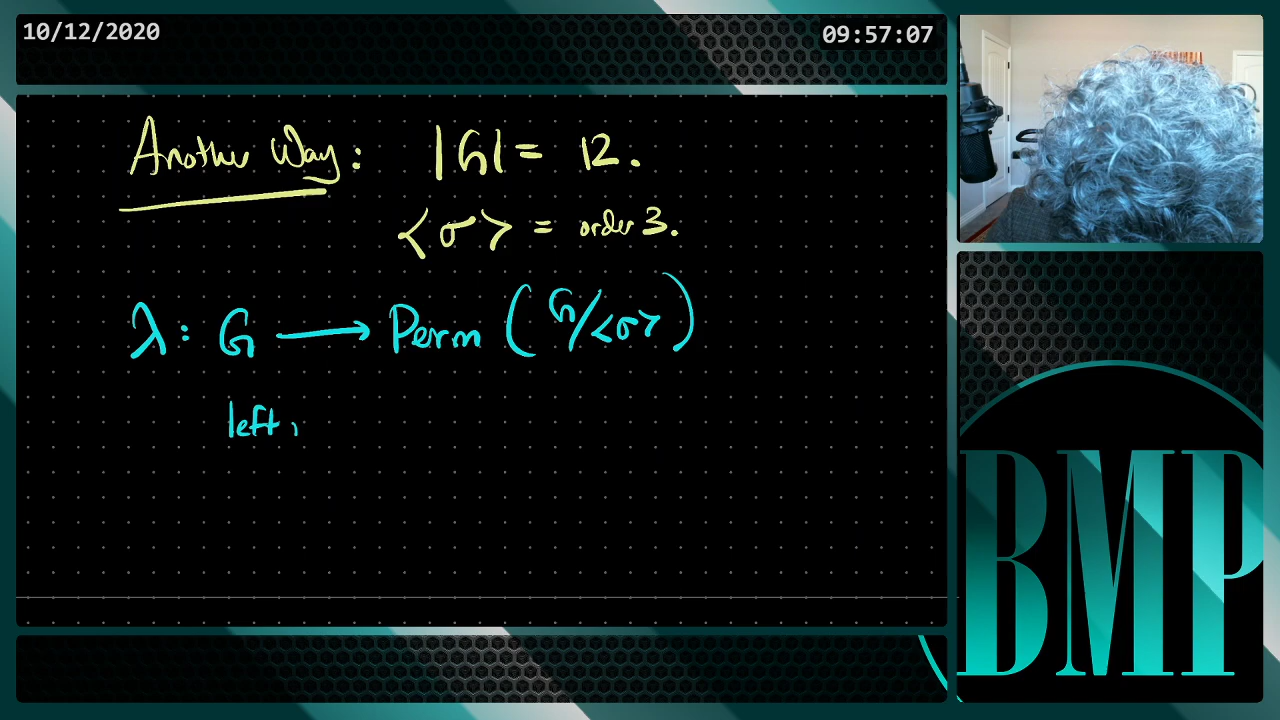 10/12/2020
09:57:07
Another Way: |G| = 12.
<σ> = order 3.
λ: G ⟶ Perm (G/<σ>)
left
BMP